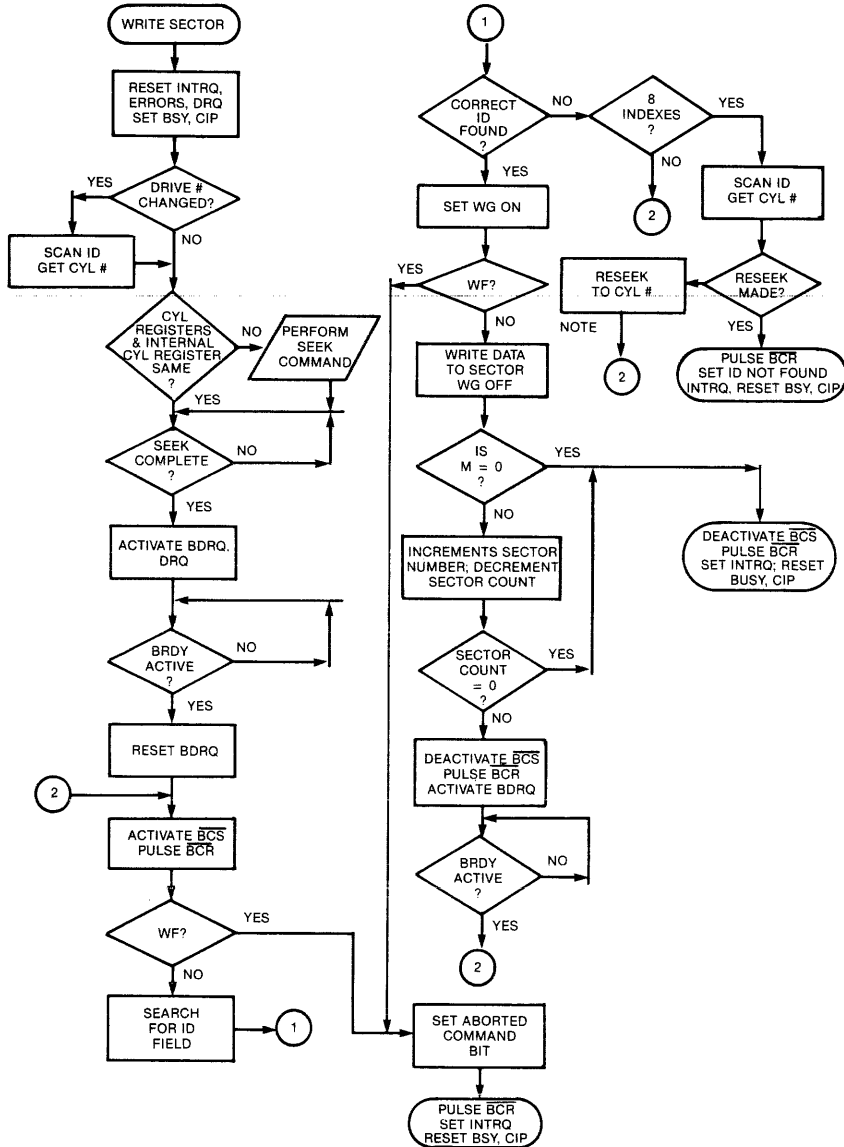 WRITE SECTOR
RESET INTRQ,
ERRORS, DRQ
SET BSY, CIP
DRIVE #
CHANGED?
YES
NO
SCAN ID
GET CYL #
CYL
REGISTERS
& INTERNAL
CYL REGISTER
SAME
?
NO
YES
PERFORM
SEEK
COMMAND
SEEK
COMPLETE
?
NO
YES
ACTIVATE BDRQ.
DRQ
BRDY
ACTIVE
?
NO
YES
RESET BDRQ
2
ACTIVATE BCS
PULSE BCR
WF?
YES
NO
SEARCH
FOR ID
FIELD
1
1
CORRECT
ID
FOUND
?
NO
YES
8
INDEXES
?
YES
NO
2
SCAN ID
GET CYL #
RESEEK
MADE?
YES
RESEEK
TO CYL #
NOTE
2
PULSE BCR
SET ID NOT FOUND
INTRQ, RESET BSY, CIP
SET WG ON
WF?
YES
NO
WRITE DATA
TO SECTOR
WG OFF
IS
M = 0
?
YES
NO
DEACTIVATE BCS
PULSE BCR
SET INTRQ; RESET
BUSY, CIP
INCREMENTS SECTOR
NUMBER; DECREMENT
SECTOR COUNT
SECTOR
COUNT
= 0
?
YES
NO
DEACTIVATE BCS
PULSE BCR
ACTIVATE BDRQ
BRDY
ACTIVE
?
NO
YES
2
SET ABORTED
COMMAND
BIT
PULSE BCR
SET INTRQ
RESET BSY, CIP